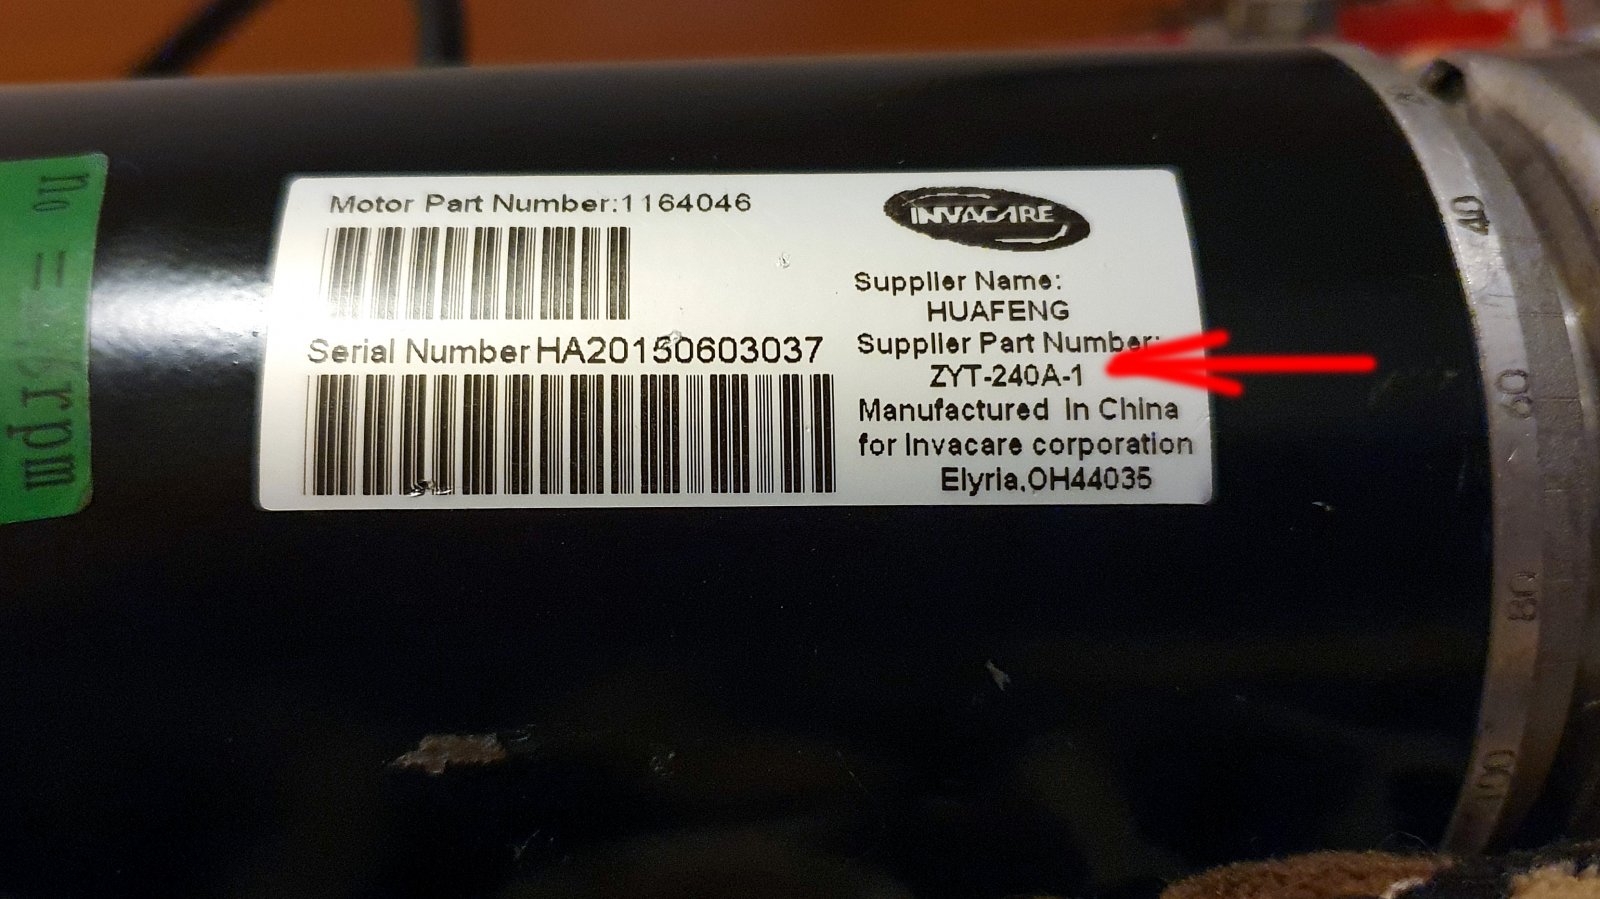 Motor Part Number:1164046
Serial Number HA20150603037
INVACARE
Supplier Name:
HUAFENG
Supplier Part Number:
ZYT-240A-1
Manufactured in China
for Invacare corporation
Elyria,OH44035
rpm
40
60
80
100